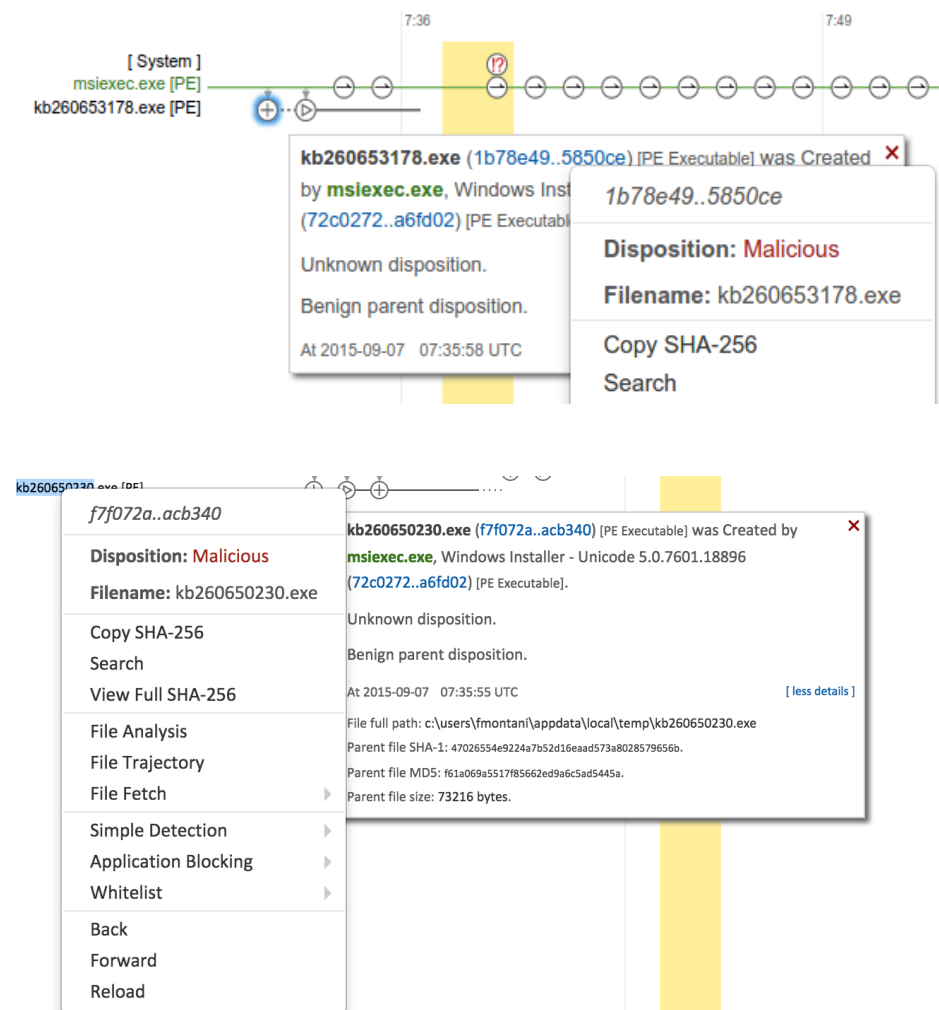 7:36 7:49
[ System ]
!?
msiexec.exe [PE]
kb260653178.exe [PE]
kb260653178.exe (1b78e49..5850ce) [PE Executable] was Created
by msiexec.exe, Windows Inst
(72c0272..a6fd02) [PE Executabl
Unknown disposition.
Benign parent disposition.
At 2015-09-07 07:35:58 UTC
1b78e49..5850ce
Disposition: Malicious
Filename: kb260653178.exe
Copy SHA-256
Search
kb260650230.exe [PE]
f7f072a..acb340
Disposition: Malicious
Filename: kb260650230.exe
Copy SHA-256
Search
View Full SHA-256
File Analysis
File Trajectory
File Fetch
Simple Detection
Application Blocking
Whitelist
Back
Forward
Reload
kb260650230.exe (f7f072a..acb340) [PE Executable] was Created by
msiexec.exe, Windows Installer - Unicode 5.0.7601.18896
(72c0272..a6fd02) [PE Executable].
Unknown disposition.
Benign parent disposition.
At 2015-09-07 07:35:55 UTC [ less details ]
File full path: c:\users\fmontani\appdata\local\temp\kb260650230.exe
Parent file SHA-1: 47026554e9224a7b52d16eaad573a8028579656b.
Parent file MD5: f61a069a5517f85662ed9a6c5ad5445a.
Parent file size: 73216 bytes.